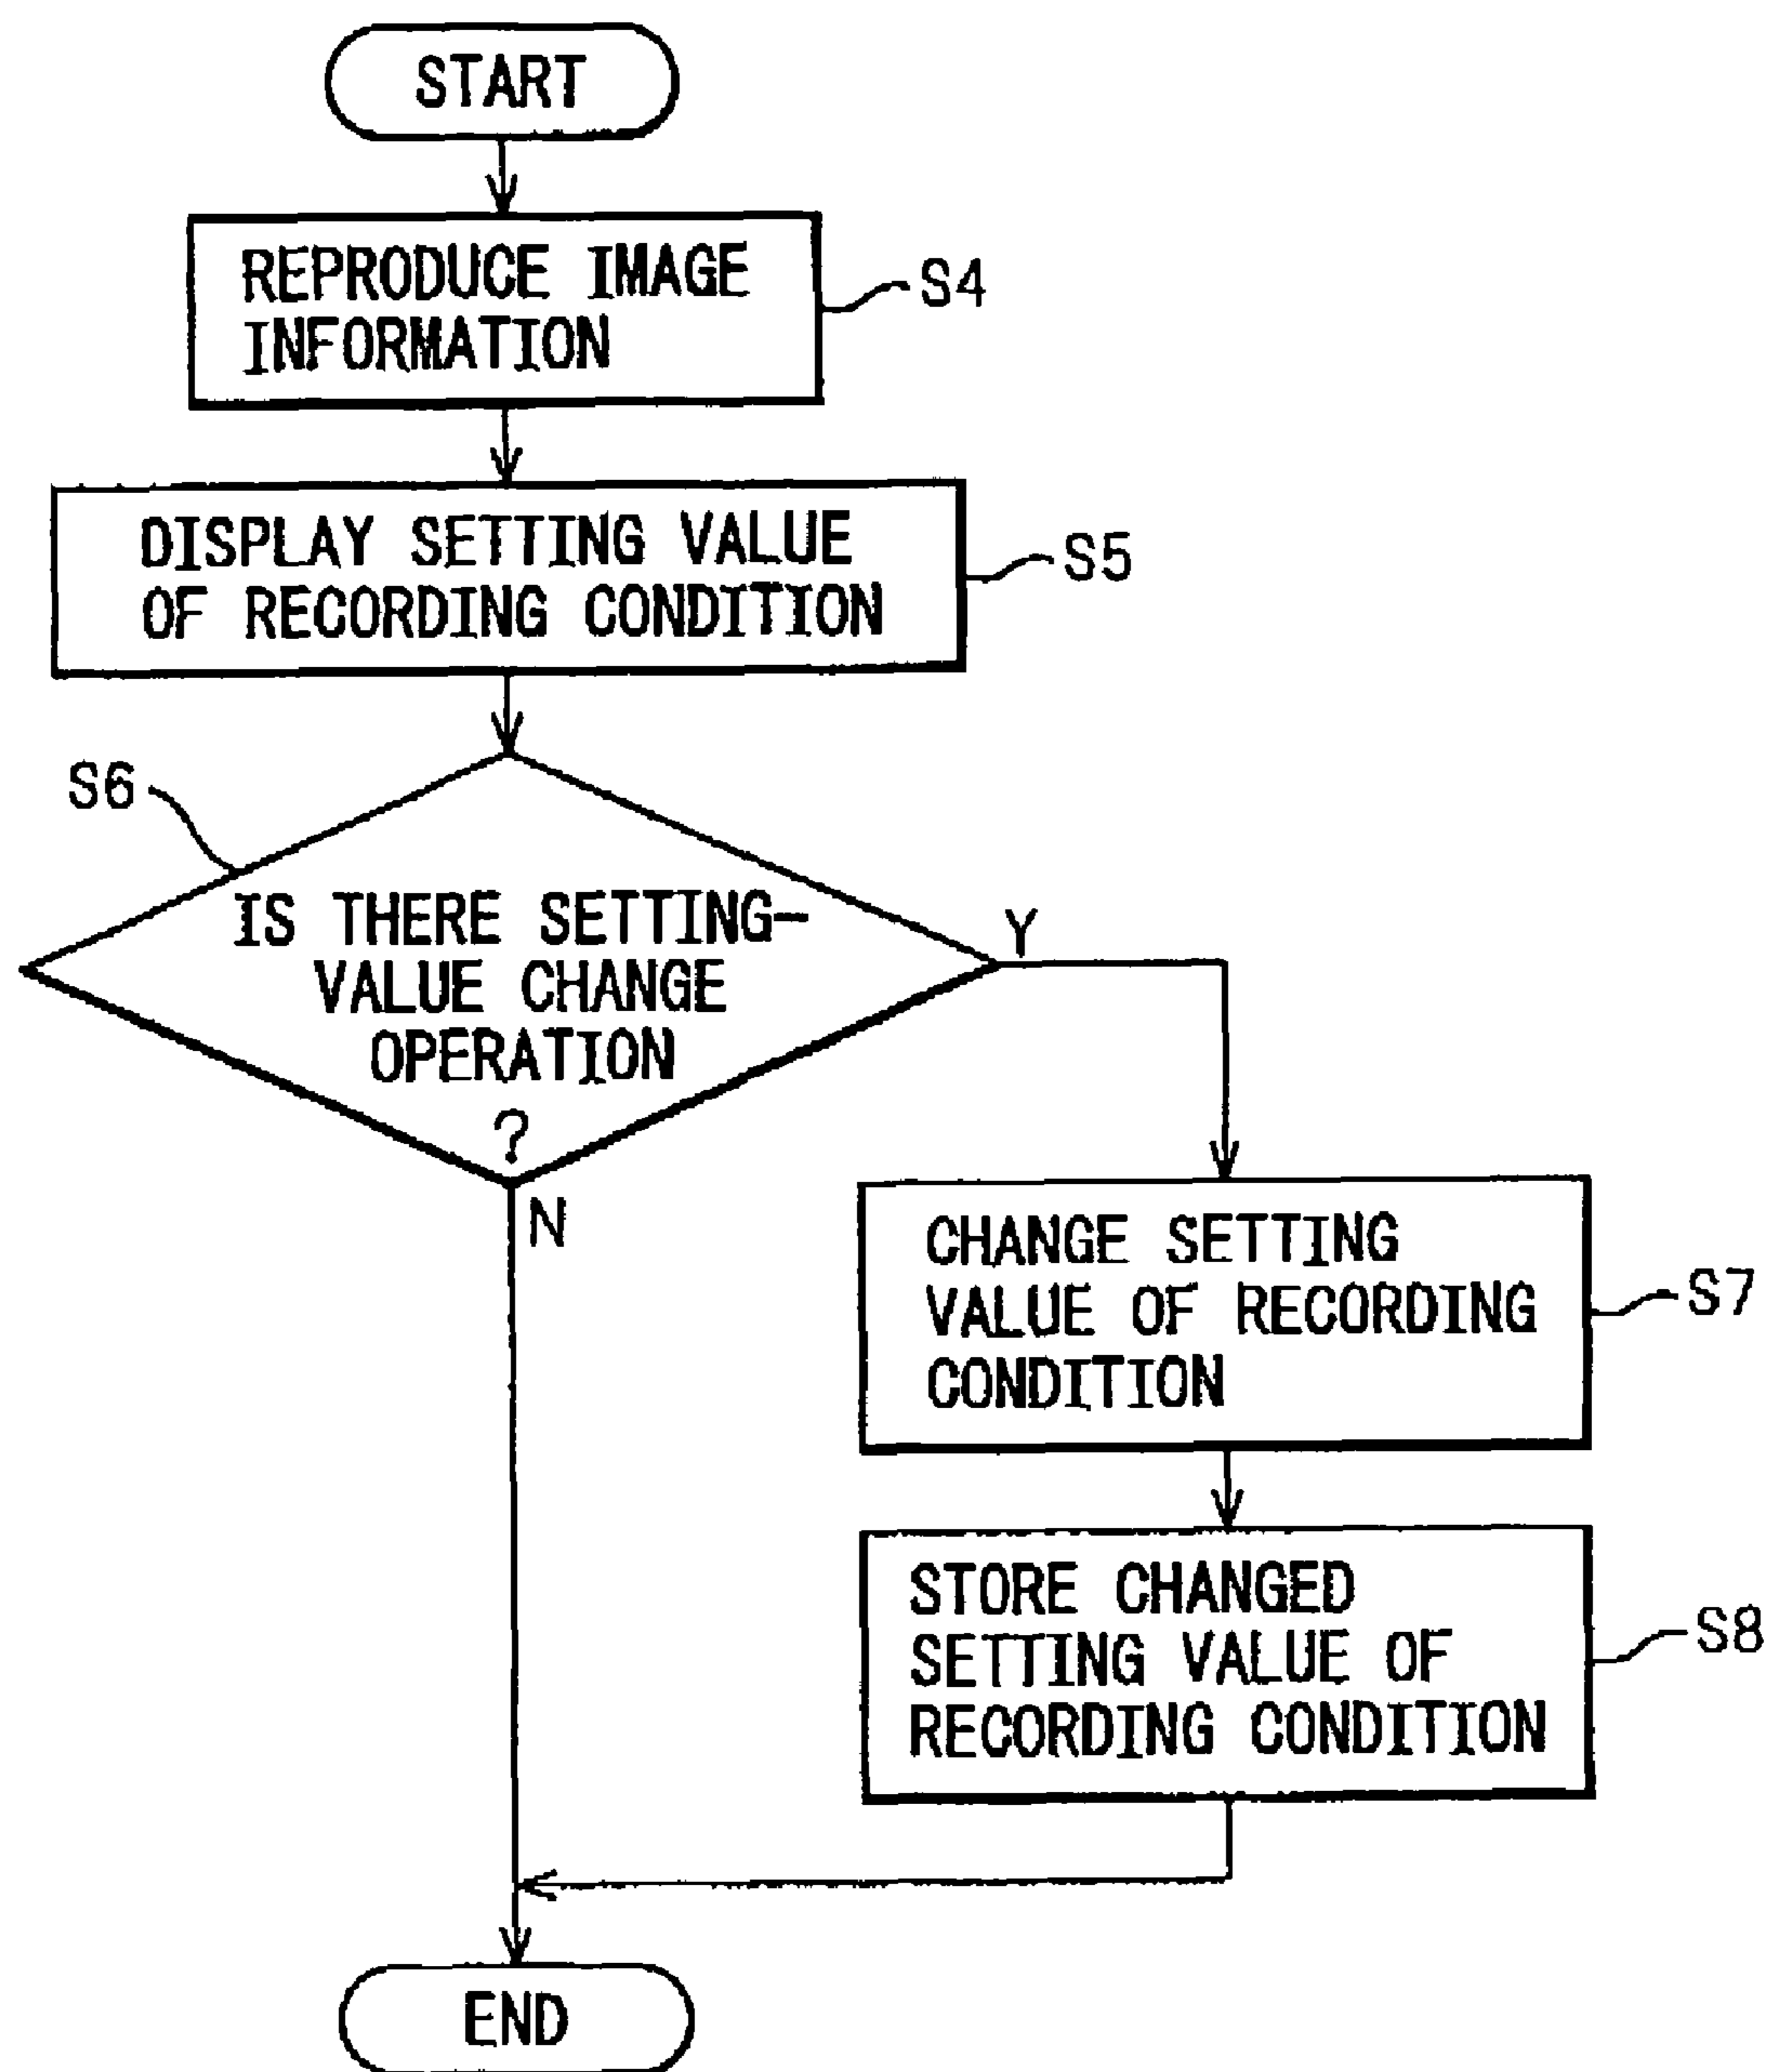 START
REPRODUCE IMAGE
INFORMATION
S4
DISPLAY SETTING VALUE
OF RECORDING CONDITION
S5
S6
IS THERE SETTING-
VALUE CHANGE
OPERATION
?
Y
N
CHANGE SETTING
VALUE OF RECORDING
CONDITION
S7
STORE CHANGED
SETTING VALUE OF
RECORDING CONDITION
S8
END